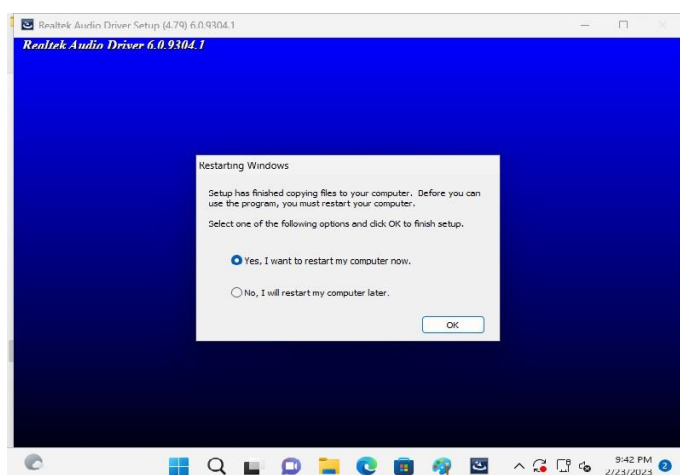 Realtek Audio Driver Setup (4.79) 6.0.9304.1
Realtek Audio Driver 6.0.9304.1
Restarting Windows
Setup has finished copying files to your computer. Before you can
use the program, you must restart your computer.
Select one of the following options and click OK to finish setup.
Yes, I want to restart my computer now.
No, I will restart my computer later.
OK
9:42 PM
2/23/2023
2